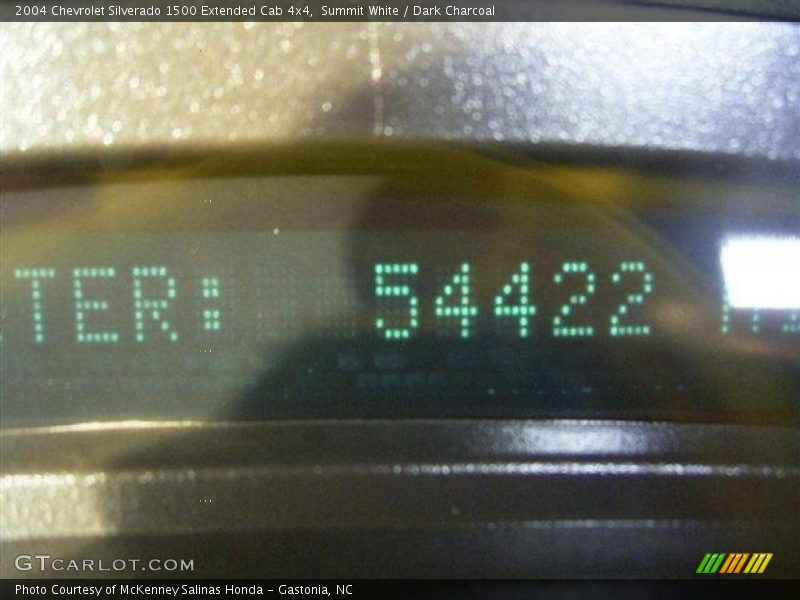 2004 Chevrolet Silverado 1500 Extended Cab 4x4, Summit White / Dark Charcoal
TER: 54422
GTCARLOT.COM
Photo Courtesy of McKenney Salinas Honda - Gastonia, NC